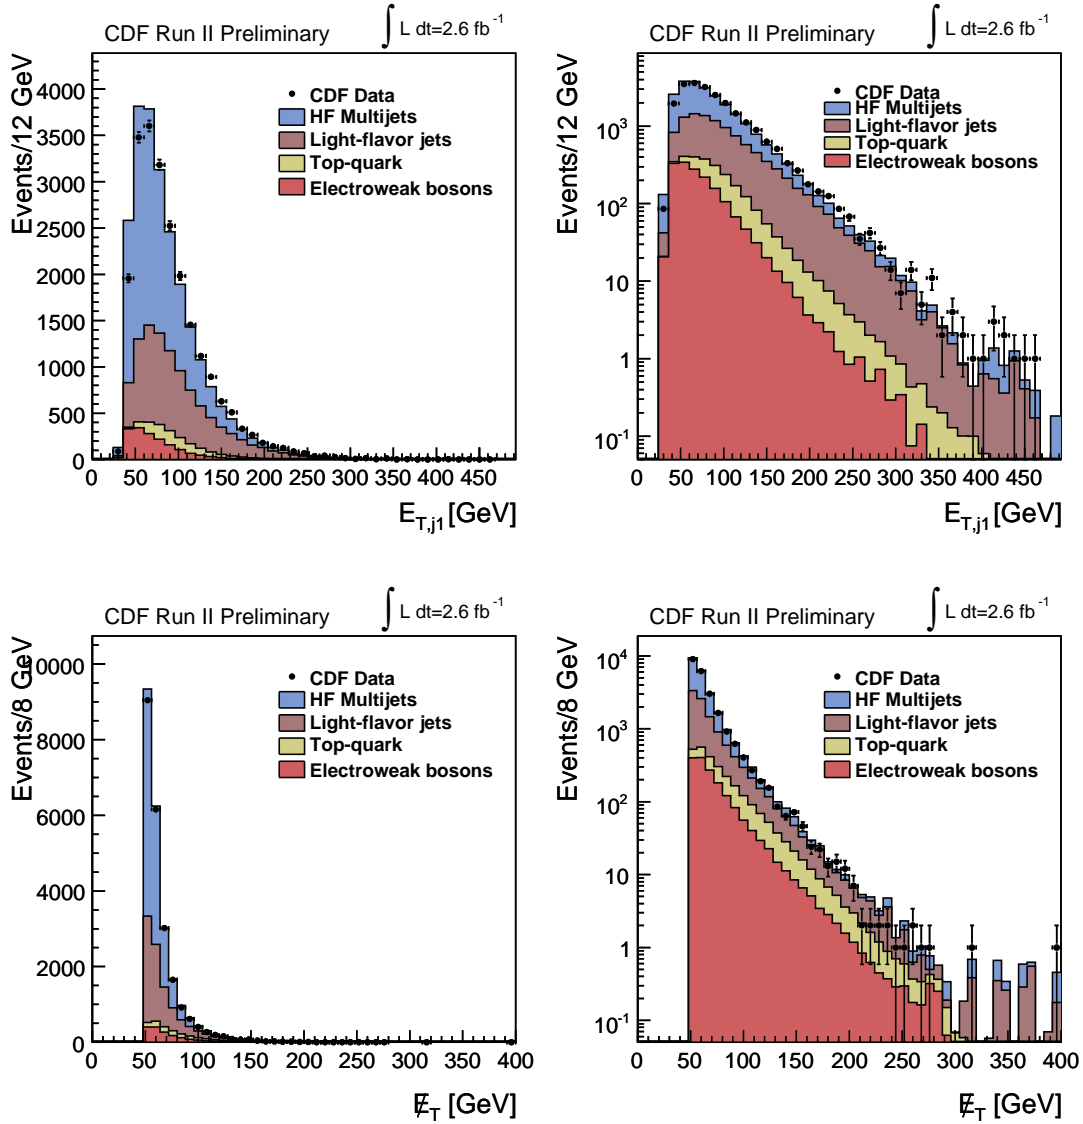 CDF Run II Preliminary ∫ L dt=2.6 fb⁻¹
Events/12 GeV
4000
3500
3000
2500
2000
1500
1000
500
0
CDF Data
HF Multijets
Light-flavor jets
Top-quark
Electroweak bosons
0 50 100 150 200 250 300 350 400 450
E_T,j1 [GeV]
CDF Run II Preliminary ∫ L dt=2.6 fb⁻¹
Events/12 GeV
10³
10²
10
1
10⁻¹
CDF Data
HF Multijets
Light-flavor jets
Top-quark
Electroweak bosons
0 50 100 150 200 250 300 350 400 450
E_T,j1 [GeV]
CDF Run II Preliminary ∫ L dt=2.6 fb⁻¹
Events/8 GeV
0000
8000
6000
4000
2000
0
CDF Data
HF Multijets
Light-flavor jets
Top-quark
Electroweak bosons
0 50 100 150 200 250 300 350 400
E̸_T [GeV]
CDF Run II Preliminary ∫ L dt=2.6 fb⁻¹
Events/8 GeV
10⁴
10³
10²
10
1
10⁻¹
CDF Data
HF Multijets
Light-flavor jets
Top-quark
Electroweak bosons
0 50 100 150 200 250 300 350 400
E̸_T [GeV]